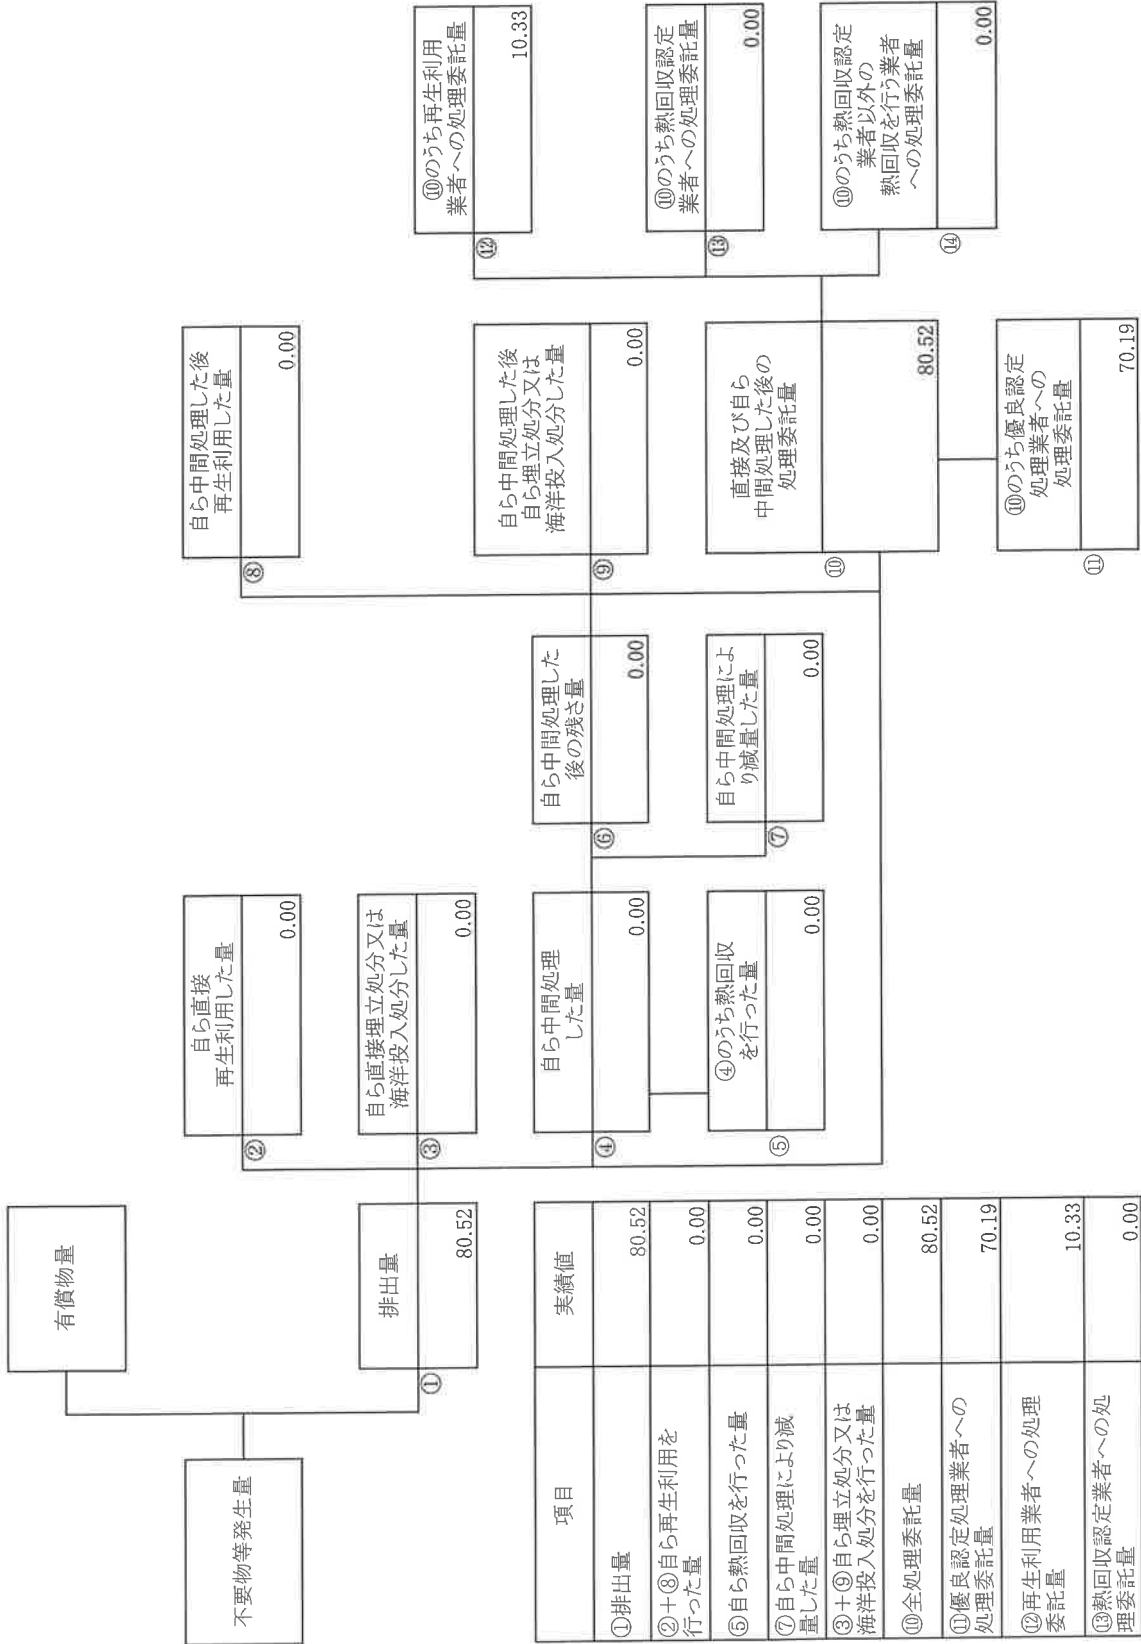 不要物等発生量
有償物量
①
排出量
80.52
②
自ら直接
再生利用した量
0.00
③
自ら直接埋立処分又は
海洋投入処分した量
0.00
④
自ら中間処理
した量
0.00
⑤
④のうち熱回収
を行った量
0.00
⑥
自ら中間処理した
後の残さ量
0.00
⑦
自ら中間処理によ
り減量した量
0.00
⑧
自ら中間処理した後
再生利用した量
0.00
⑨
自ら中間処理した後
自ら埋立処分又は
海洋投入処分した量
0.00
⑩
直接及び自ら
中間処理した後の
処理委託量
80.52
⑪
⑩のうち優良認定
処理業者への
処理委託量
70.19
⑫
⑩のうち再生利用
業者への処理委託量
10.33
⑬
⑩のうち熱回収認定
業者への処理委託量
0.00
⑭
⑩のうち熱回収認定
業者以外の
熱回収を行う業者
への処理委託量
0.00
項目 実績値
①排出量 80.52
②+⑧自ら再生利用を
行った量 0.00
⑤自ら熱回収を行った量 0.00
⑦自ら中間処理により減
量した量 0.00
③+⑨自ら埋立処分又は
海洋投入処分を行った量 0.00
⑩全処理委託量 80.52
⑪優良認定処理業者への
処理委託量 70.19
⑫再生利用業者への処理
委託量 10.33
⑬熱回収認定業者への処
理委託量 0.00